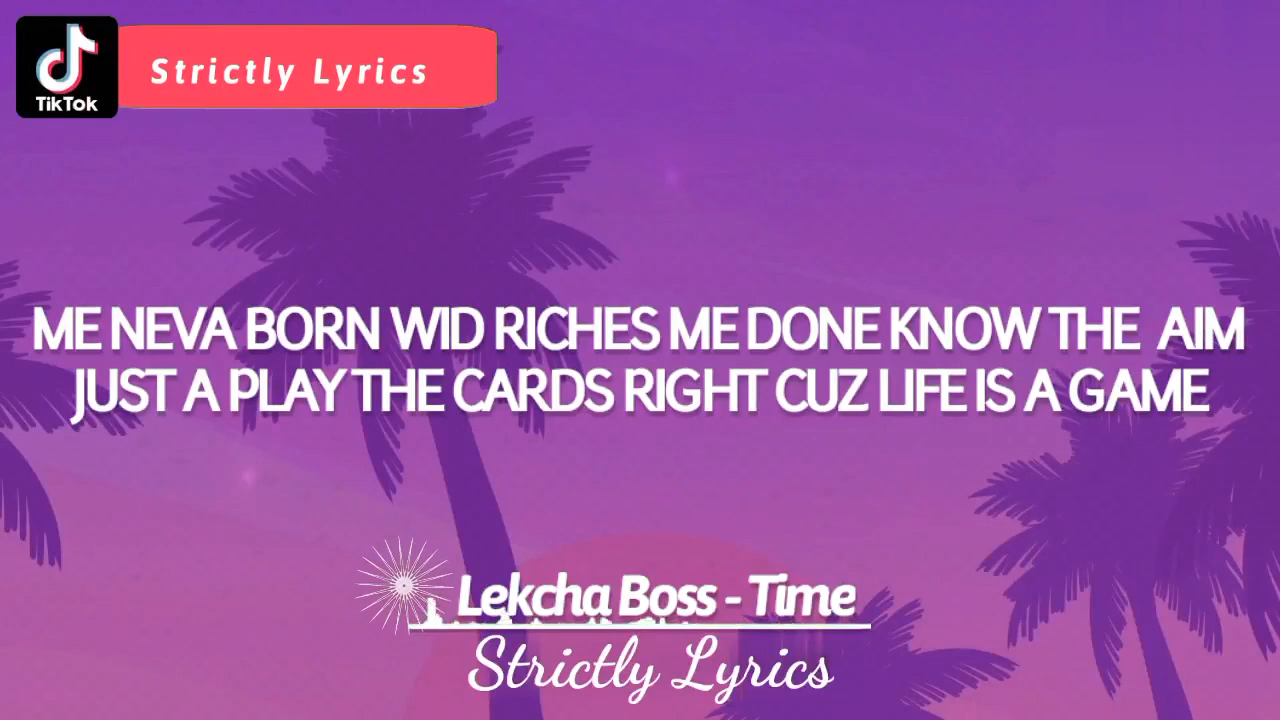 TikTok
Strictly Lyrics
ME NEVA BORN WID RICHES ME DONE KNOW THE AIM
JUST A PLAY THE CARDS RIGHT CUZ LIFE IS A GAME
Lekcha Boss - Time
Strictly Lyrics